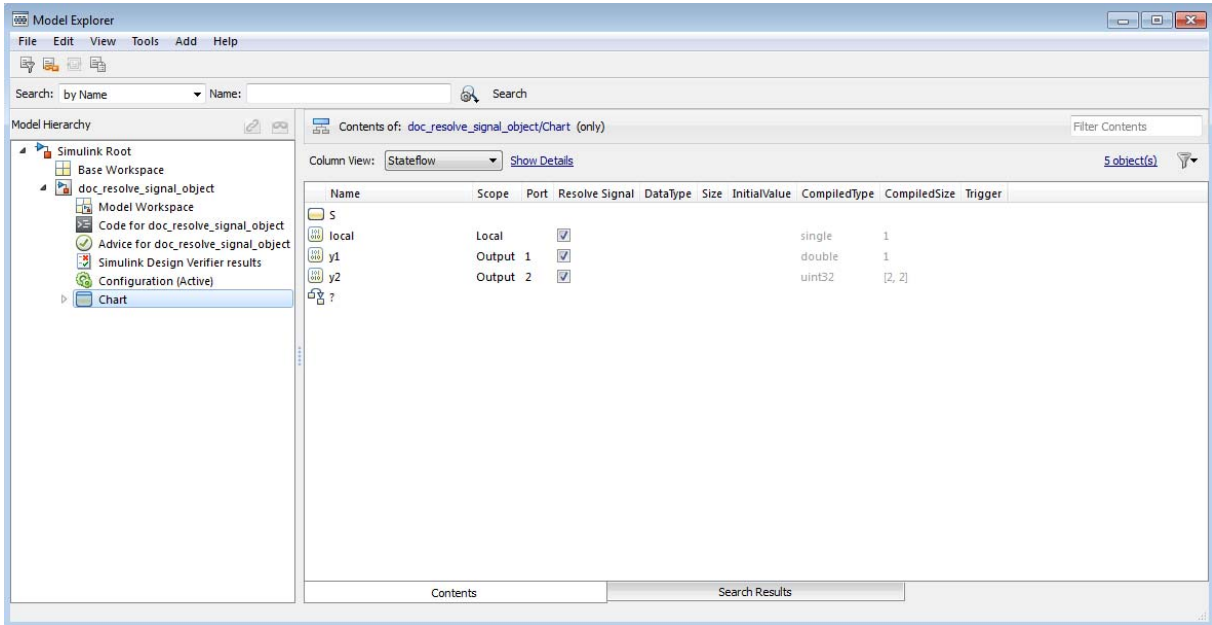 Model Explorer
File Edit View Tools Add Help
Search: by Name Name: Search
Model Hierarchy
Simulink Root
Base Workspace
doc_resolve_signal_object
Model Workspace
Code for doc_resolve_signal_object
Advice for doc_resolve_signal_object
Simulink Design Verifier results
Configuration (Active)
Chart
Contents of: doc_resolve_signal_object/Chart (only) Filter Contents
Column View: Stateflow Show Details 5 object(s)
Name Scope Port Resolve Signal DataType Size InitialValue CompiledType CompiledSize Trigger
S
local Local single 1
y1 Output 1 double 1
y2 Output 2 uint32 [2, 2]
?
Contents Search Results